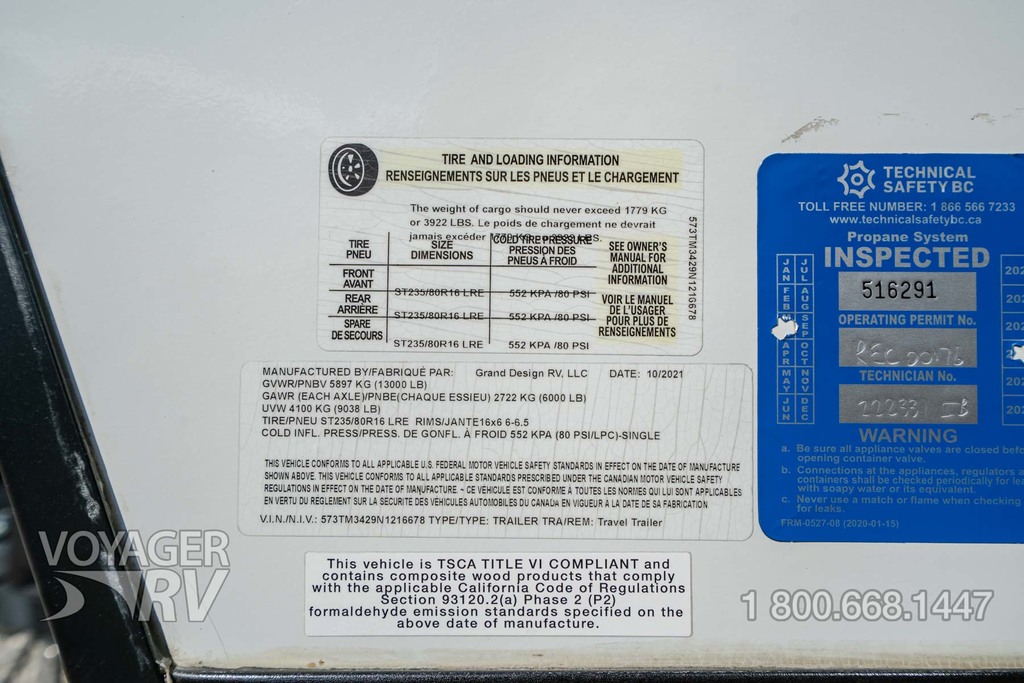 TIRE AND LOADING INFORMATION
RENSEIGNEMENTS SUR LES PNEUS ET LE CHARGEMENT
The weight of cargo should never exceed 1779 KG
or 3922 LBS. Le poids de chargement ne devrait
jamais excéder
TIRE
PNEU
SIZE
DIMENSIONS
COLD TIRE PRESSURE
PRESSION DES
PNEUS À FROID
SEE OWNER'S
MANUAL FOR
ADDITIONAL
INFORMATION
FRONT
AVANT
ST235/80R16 LRE
552 KPA /80 PSI
REAR
ARRIÈRE
ST235/80R16 LRE
552 KPA /80 PSI
VOIR LE MANUEL
DE L'USAGER
POUR PLUS DE
RENSEIGNEMENTS
SPARE
DE SECOURS
ST235/80R16 LRE
552 KPA /80 PSI
573TM3429N1216678
MANUFACTURED BY/FABRIQUÉ PAR: Grand Design RV, LLC DATE: 10/2021
GVWR/PNBV 5897 KG (13000 LB)
GAWR (EACH AXLE)/PNBE(CHAQUE ESSIEU) 2722 KG (6000 LB)
UVW 4100 KG (9038 LB)
TIRE/PNEU ST235/80R16 LRE RIMS/JANTE16x6 6-6.5
COLD INFL. PRESS/PRESS. DE GONFL. À FROID 552 KPA (80 PSI/LPC)-SINGLE
THIS VEHICLE CONFORMS TO ALL APPLICABLE U.S. FEDERAL MOTOR VEHICLE SAFETY STANDARDS IN EFFECT ON THE DATE OF MANUFACTURE
SHOWN ABOVE. THIS VEHICLE CONFORMS TO ALL APPLICABLE STANDARDS PRESCRIBED UNDER THE CANADIAN MOTOR VEHICLE SAFETY
REGULATIONS IN EFFECT ON THE DATE OF MANUFACTURE. ~ CE VEHICULE EST CONFORME À TOUTES LES NORMES QUI LUI SONT APPLICABLES
EN VERTU DU REGLEMENT SUR LA SECURITE DES VEHICULES AUTOMOBILES DU CANADA EN VIGUEUR A LA DATE DE SA FABRICATION
V.I.N./N.I.V.: 573TM3429N1216678 TYPE/TYPE: TRAILER TRA/REM: Travel Trailer
This vehicle is TSCA TITLE VI COMPLIANT and
contains composite wood products that comply
with the applicable California Code of Regulations
Section 93120.2(a) Phase 2 (P2)
formaldehyde emission standards specified on the
above date of manufacture.
TECHNICAL
SAFETY BC
TOLL FREE NUMBER: 1 866 566 7233
www.technicalsafetybc.ca
Propane System
INSPECTED
JAN FEB APR MAY JUN
JUL AUG SEP OCT NOV DEC
516291
OPERATING PERMIT No.
TECHNICIAN No.
WARNING
a. Be sure all appliance valves are closed
opening container valve.
b. Connections at the appliances, regulators
containers shall be checked periodically for
with soapy water or its equivalent.
c. Never use a match or flame when checking
for leaks.
FRM-0527-08 (2020-01-15)
VOYAGER
RV
1 800.668.1447